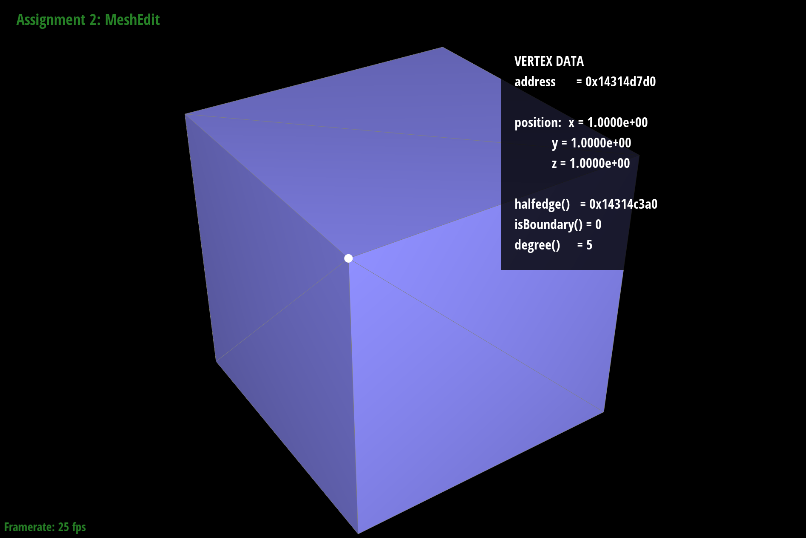 Assignment 2: MeshEdit
VERTEX DATA
address = 0x14314d7d0
position: x = 1.0000e+00
y = 1.0000e+00
z = 1.0000e+00
halfedge() = 0x14314c3a0
isBoundary() = 0
degree() = 5
Framerate: 25 fps